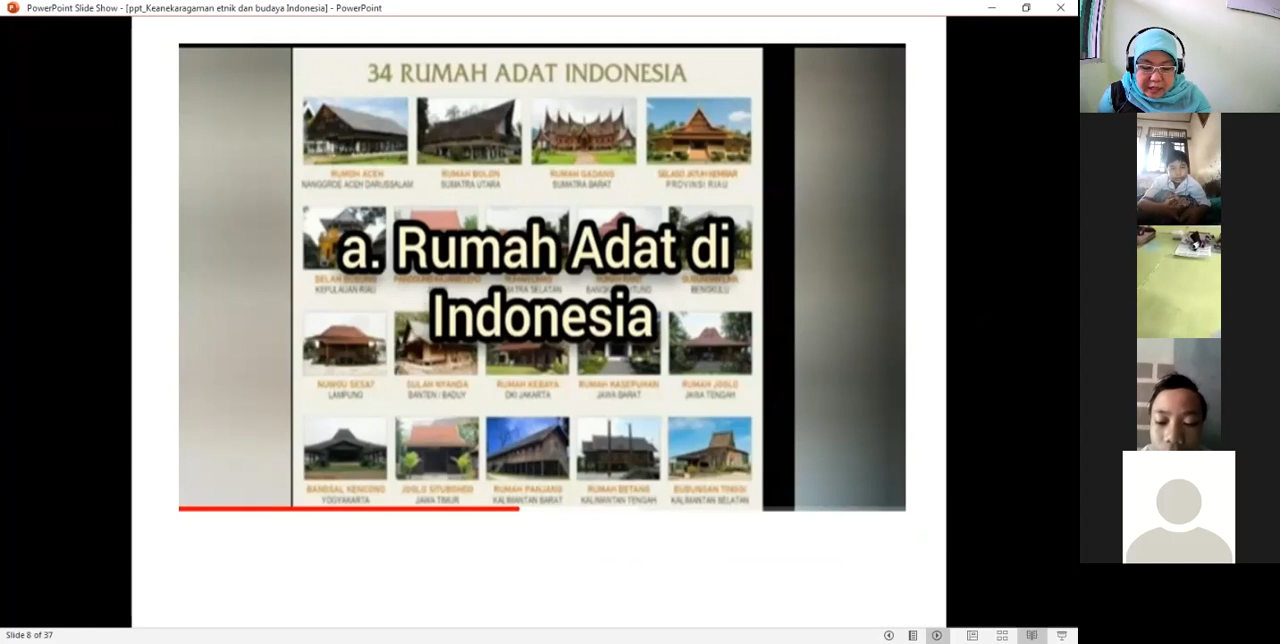 PowerPoint Slide Show - [ppt_Keanekaragaman etnik dan budaya Indonesia] - PowerPoint
34 RUMAH ADAT INDONESIA
RUMOH ACEH
NANGGROE ACEH DARUSSALAM
RUMAH BOLON
SUMATRA UTARA
RUMAH GADANG
SUMATRA BARAT
SELASO JATUH KEMBAR
PROVINSI RIAU
a. Rumah Adat di
Indonesia
KEPULAUAN RIAU
BENGKULU
NUWOU SESAT
LAMPUNG
SULAH NYANDA
BANTEN / BADUY
RUMAH KEBAYA
DKI JAKARTA
RUMAH KASEPUHAN
JAWA BARAT
RUMAH JOGLO
JAWA TENGAH
BANGSAL KENCONO
YOGYAKARTA
JOGLO SITUBONDO
JAWA TIMUR
RUMAH PANJANG
KALIMANTAN BARAT
RUMAH BETANG
KALIMANTAN TENGAH
BUBUNGAN TINGGI
KALIMANTAN SELATAN
Slide 8 of 37